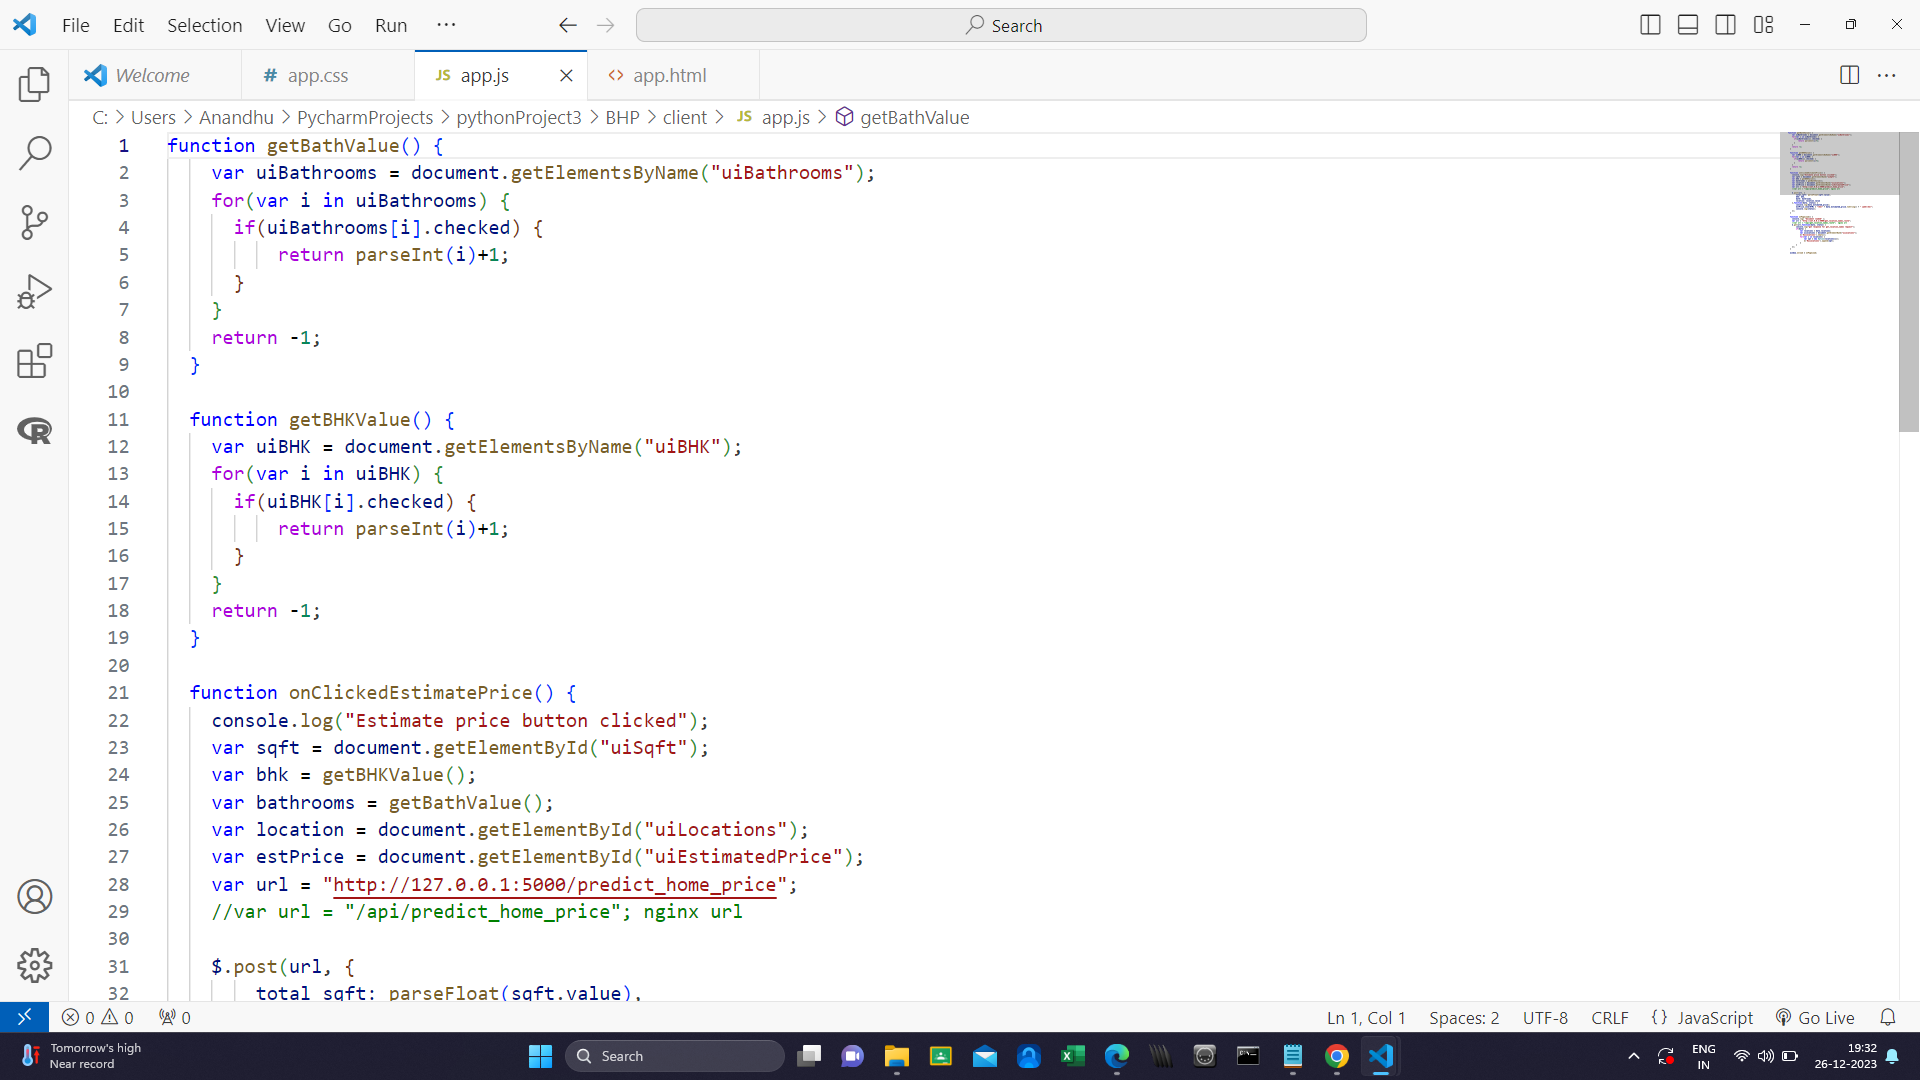 File Edit Selection View Go Run ···
Search
Welcome
# app.css
JS app.js
<> app.html
C: > Users > Anandhu > PycharmProjects > pythonProject3 > BHP > client > JS app.js > getBathValue
1 function getBathValue() {
2 var uiBathrooms = document.getElementsByName("uiBathrooms");
3 for(var i in uiBathrooms) {
4 if(uiBathrooms[i].checked) {
5 return parseInt(i)+1;
6 }
7 }
8 return -1;
9 }
10
11 function getBHKValue() {
12 var uiBHK = document.getElementsByName("uiBHK");
13 for(var i in uiBHK) {
14 if(uiBHK[i].checked) {
15 return parseInt(i)+1;
16 }
17 }
18 return -1;
19 }
20
21 function onClickedEstimatePrice() {
22 console.log("Estimate price button clicked");
23 var sqft = document.getElementById("uiSqft");
24 var bhk = getBHKValue();
25 var bathrooms = getBathValue();
26 var location = document.getElementById("uiLocations");
27 var estPrice = document.getElementById("uiEstimatedPrice");
28 var url = "http://127.0.0.1:5000/predict_home_price";
29 //var url = "/api/predict_home_price"; nginx url
30
31 $.post(url, {
32 total_sqft: parseFloat(sqft.value),
0 0 0
Ln 1, Col 1 Spaces: 2 UTF-8 CRLF {} JavaScript Go Live
Tomorrow's high
Near record
Search
ENG
IN
19:32
26-12-2023